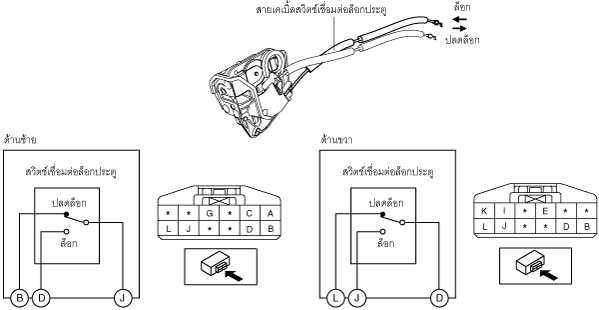 สายเคเบิ้ลสวิตช์เชื่อมต่อล็อกประตู
ล็อก
ปลดล็อก
ด้านซ้าย
สวิตช์เชื่อมต่อล็อกประตู
ปลดล็อก
ล็อก
B D J
* * G * C A
L J * * D B
ด้านขวา
สวิตช์เชื่อมต่อล็อกประตู
ปลดล็อก
ล็อก
L J D
K I * E * *
L J * * D B